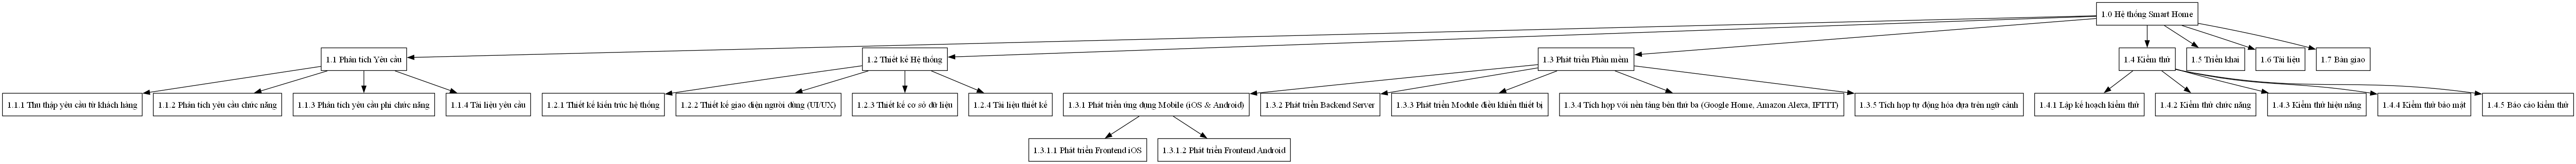 1.0 Hệ thống Smart Home
1.1 Phân tích Yêu cầu
1.2 Thiết kế Hệ thống
1.3 Phát triển Phần mềm
1.4 Kiểm thử
1.5 Triển khai
1.6 Tài liệu
1.7 Bàn giao
1.1.1 Thu thập yêu cầu từ khách hàng
1.1.2 Phân tích yêu cầu chức năng
1.1.3 Phân tích yêu cầu phi chức năng
1.1.4 Tài liệu yêu cầu
1.2.1 Thiết kế kiến trúc hệ thống
1.2.2 Thiết kế giao diện người dùng (UI/UX)
1.2.3 Thiết kế cơ sở dữ liệu
1.2.4 Tài liệu thiết kế
1.3.1 Phát triển ứng dụng Mobile (iOS & Android)
1.3.2 Phát triển Backend Server
1.3.3 Phát triển Module điều khiển thiết bị
1.3.4 Tích hợp với nền tảng bên thứ ba (Google Home, Amazon Alexa, IFTTT)
1.3.5 Tích hợp tự động hóa dựa trên ngữ cảnh
1.4.1 Lập kế hoạch kiểm thử
1.4.2 Kiểm thử chức năng
1.4.3 Kiểm thử hiệu năng
1.4.4 Kiểm thử bảo mật
1.4.5 Báo cáo kiểm thử
1.3.1.1 Phát triển Frontend iOS
1.3.1.2 Phát triển Frontend Android